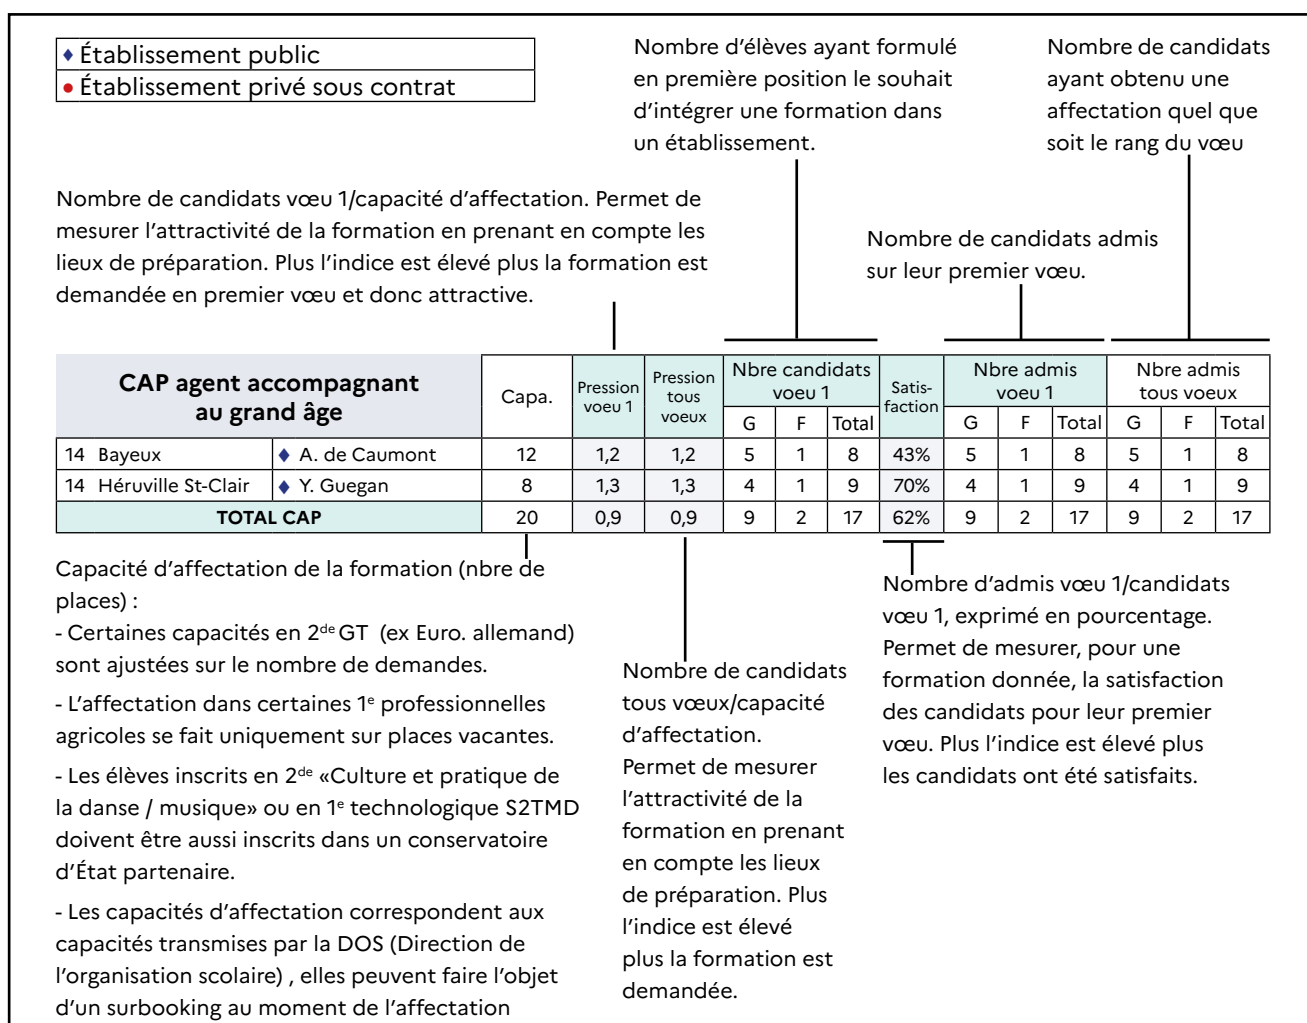 ♦ Établissement public
• Établissement privé sous contrat
Nombre d'élèves ayant formulé
en première position le souhait
d'intégrer une formation dans
un établissement.
Nombre de candidats
ayant obtenu une
affectation quel que
soit le rang du vœu
Nombre de candidats vœu 1/capacité d'affectation. Permet de
mesurer l'attractivité de la formation en prenant en compte les
lieux de préparation. Plus l'indice est élevé plus la formation est
demandée en premier vœu et donc attractive.
Nombre de candidats admis
sur leur premier vœu.
CAP agent accompagnant
au grand âge
Capa.
Pression
voeu 1
Pression
tous
voeux
Nbre candidats
voeu 1
Satis-
faction
Nbre admis
voeu 1
Nbre admis
tous voeux
G F Total G F Total G F Total
14 Bayeux ♦ A. de Caumont 12 1,2 1,2 5 1 8 43% 5 1 8 5 1 8
14 Héruville St-Clair ♦ Y. Guegan 8 1,3 1,3 4 1 9 70% 4 1 9 4 1 9
TOTAL CAP 20 0,9 0,9 9 2 17 62% 9 2 17 9 2 17
Capacité d'affectation de la formation (nbre de
places) :
- Certaines capacités en 2de GT (ex Euro. allemand)
sont ajustées sur le nombre de demandes.
- L'affectation dans certaines 1e professionnelles
agricoles se fait uniquement sur places vacantes.
- Les élèves inscrits en 2de «Culture et pratique de
la danse / musique» ou en 1e technologique S2TMD
doivent être aussi inscrits dans un conservatoire
d'État partenaire.
- Les capacités d'affectation correspondent aux
capacités transmises par la DOS (Direction de
l'organisation scolaire) , elles peuvent faire l'objet
d'un surbooking au moment de l'affectation
Nombre de candidats
tous vœux/capacité
d'affectation.
Permet de mesurer
l'attractivité de la
formation en prenant
en compte les lieux
de préparation. Plus
l'indice est élevé
plus la formation est
demandée.
Nombre d'admis vœu 1/candidats
vœu 1, exprimé en pourcentage.
Permet de mesurer, pour une
formation donnée, la satisfaction
des candidats pour leur premier
vœu. Plus l'indice est élevé plus
les candidats ont été satisfaits.